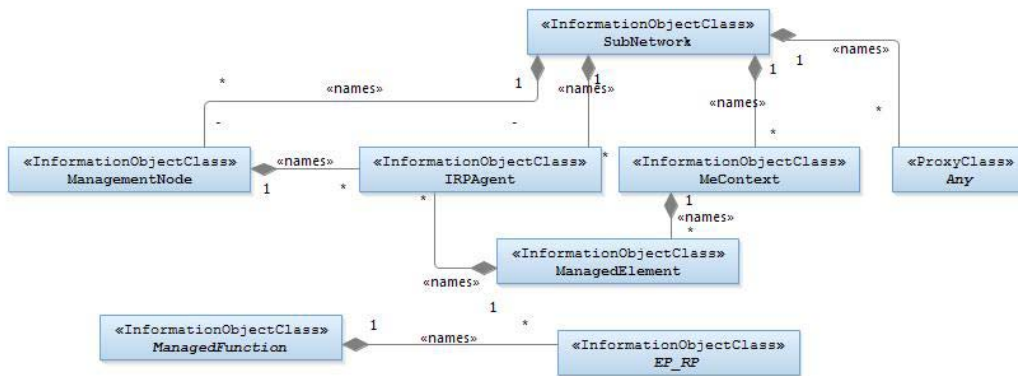 «InformationObjectClass»
SubNetwork
1
«names»
*
1
«names»
*
-
1
«names»
*
-
1
«names»
*
«InformationObjectClass»
ManagementNode
1
«names»
*
«InformationObjectClass»
IRPAgent
*
«InformationObjectClass»
MeContext
1
«names»
*
«ProxyClass»
Any
«InformationObjectClass»
ManagedElement
«names»
1
«InformationObjectClass»
ManagedFunction
1
«names»
*
«InformationObjectClass»
EP_RP